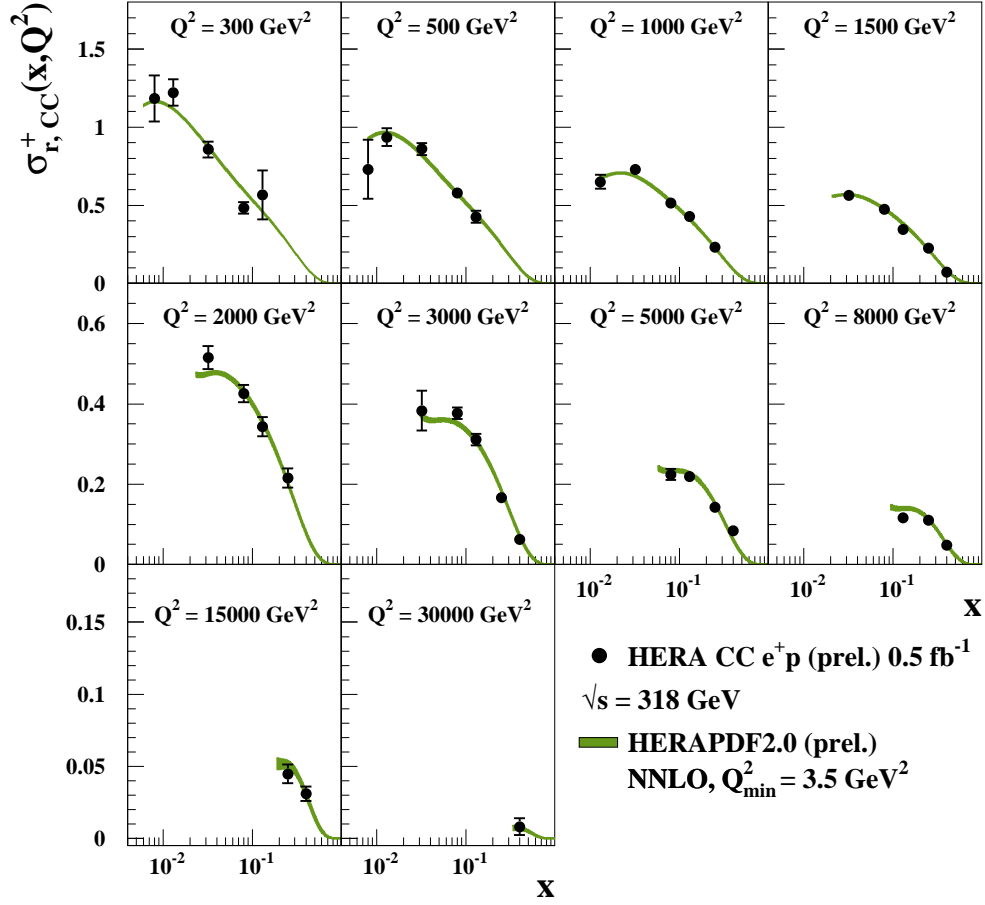 σ⁺r, CC(x,Q²)
Q² = 300 GeV²
Q² = 500 GeV²
Q² = 1000 GeV²
Q² = 1500 GeV²
1.5
1
0.5
0
Q² = 2000 GeV²
Q² = 3000 GeV²
Q² = 5000 GeV²
Q² = 8000 GeV²
0.6
0.4
0.2
0
10⁻² 10⁻¹ 10⁻² 10⁻¹
x
Q² = 15000 GeV²
Q² = 30000 GeV²
0.15
0.1
0.05
0
10⁻² 10⁻¹ 10⁻² 10⁻¹
x
HERA CC e⁺p (prel.) 0.5 fb⁻¹
√s = 318 GeV
HERAPDF2.0 (prel.)
NNLO, Q²min = 3.5 GeV²